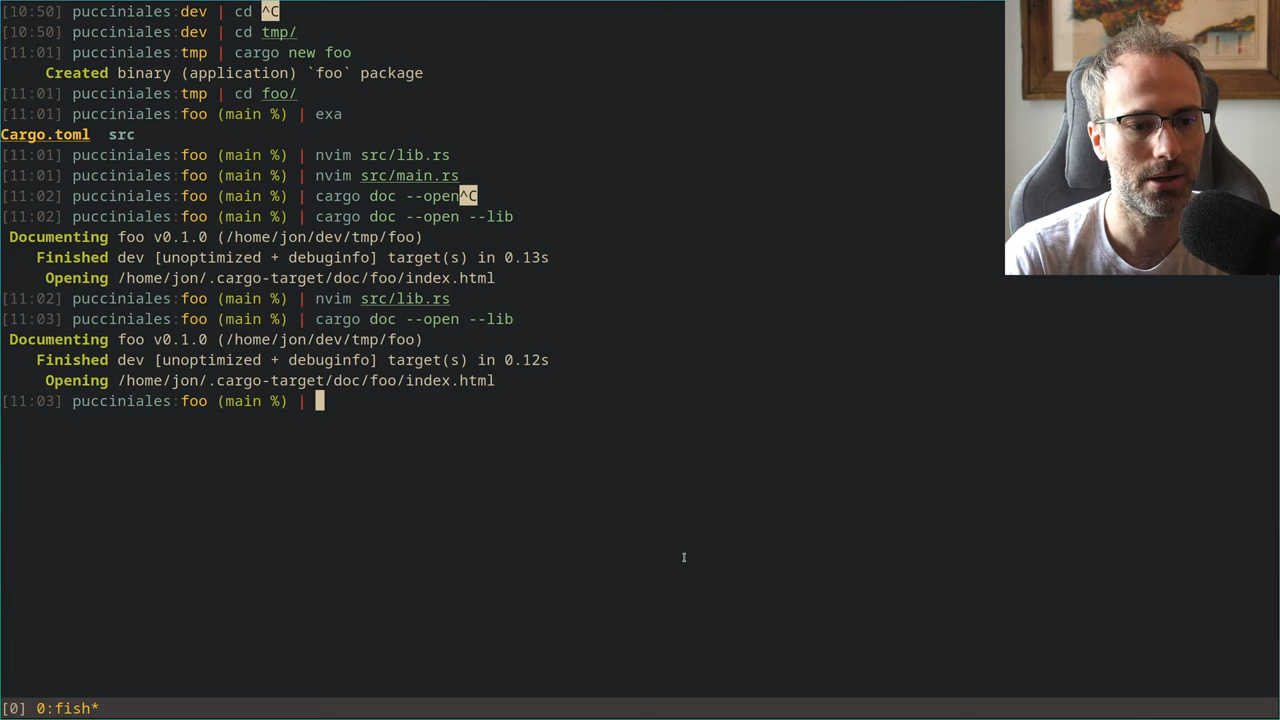 [10:50] pucciniales:dev | cd ^C
[10:50] pucciniales:dev | cd tmp/
[11:01] pucciniales:tmp | cargo new foo
     Created binary (application) `foo` package
[11:01] pucciniales:tmp | cd foo/
[11:01] pucciniales:foo (main %) | exa
Cargo.toml  src
[11:01] pucciniales:foo (main %) | nvim src/lib.rs
[11:01] pucciniales:foo (main %) | nvim src/main.rs
[11:02] pucciniales:foo (main %) | cargo doc --open^C
[11:02] pucciniales:foo (main %) | cargo doc --open --lib
 Documenting foo v0.1.0 (/home/jon/dev/tmp/foo)
    Finished dev [unoptimized + debuginfo] target(s) in 0.13s
     Opening /home/jon/.cargo-target/doc/foo/index.html
[11:02] pucciniales:foo (main %) | nvim src/lib.rs
[11:03] pucciniales:foo (main %) | cargo doc --open --lib
 Documenting foo v0.1.0 (/home/jon/dev/tmp/foo)
    Finished dev [unoptimized + debuginfo] target(s) in 0.12s
     Opening /home/jon/.cargo-target/doc/foo/index.html
[11:03] pucciniales:foo (main %) |
[0] 0:fish*